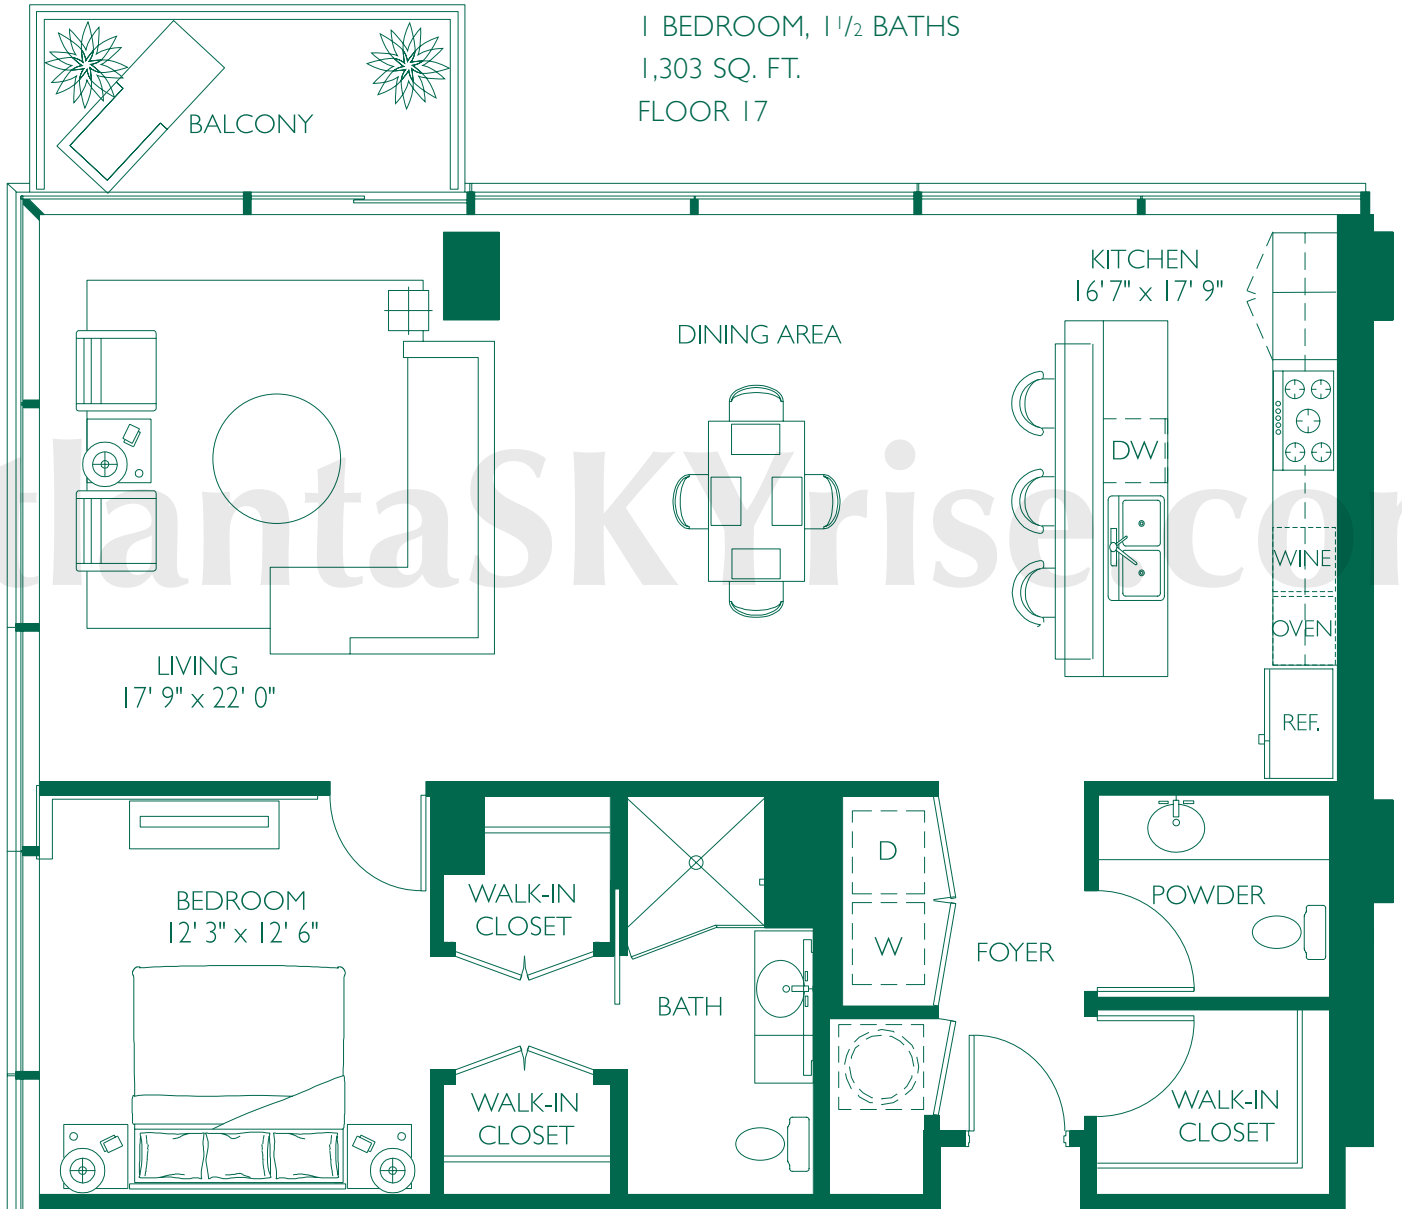 1 BEDROOM, 1 1/2 BATHS
1,303 SQ. FT.
FLOOR 17
BALCONY
KITCHEN
16'7" x 17' 9"
DINING AREA
DW
tlantaSKYrise.co
WINE
OVEN
LIVING
17' 9" x 22' 0"
REF.
D
WALK-IN
CLOSET
BEDROOM
12' 3" x 12' 6"
POWDER
W
FOYER
BATH
WALK-IN
CLOSET
WALK-IN
CLOSET